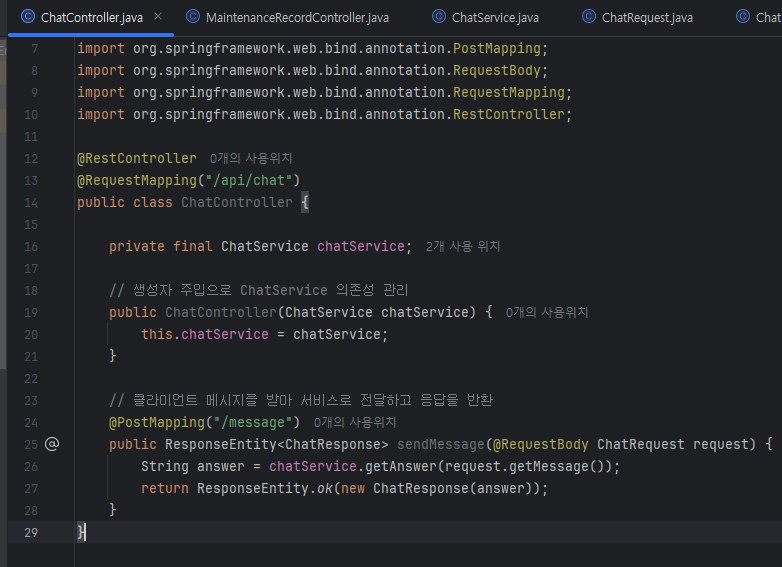 ChatController.java MaintenanceRecordController.java ChatService.java ChatRequest.java Chat
7 import org.springframework.web.bind.annotation.PostMapping;
8 import org.springframework.web.bind.annotation.RequestBody;
9 import org.springframework.web.bind.annotation.RequestMapping;
10 import org.springframework.web.bind.annotation.RestController;
11
12 @RestController 0개의 사용위치
13 @RequestMapping("/api/chat")
14 public class ChatController {
15
16 private final ChatService chatService; 2개 사용 위치
17
18 // 생성자 주입으로 ChatService 의존성 관리
19 public ChatController(ChatService chatService) { 0개의 사용위치
20 this.chatService = chatService;
21 }
22
23 // 클라이언트 메시지를 받아 서비스로 전달하고 응답을 반환
24 @PostMapping("/message") 0개의 사용위치
25 public ResponseEntity<ChatResponse> sendMessage(@RequestBody ChatRequest request) {
26 String answer = chatService.getAnswer(request.getMessage());
27 return ResponseEntity.ok(new ChatResponse(answer));
28 }
29 }